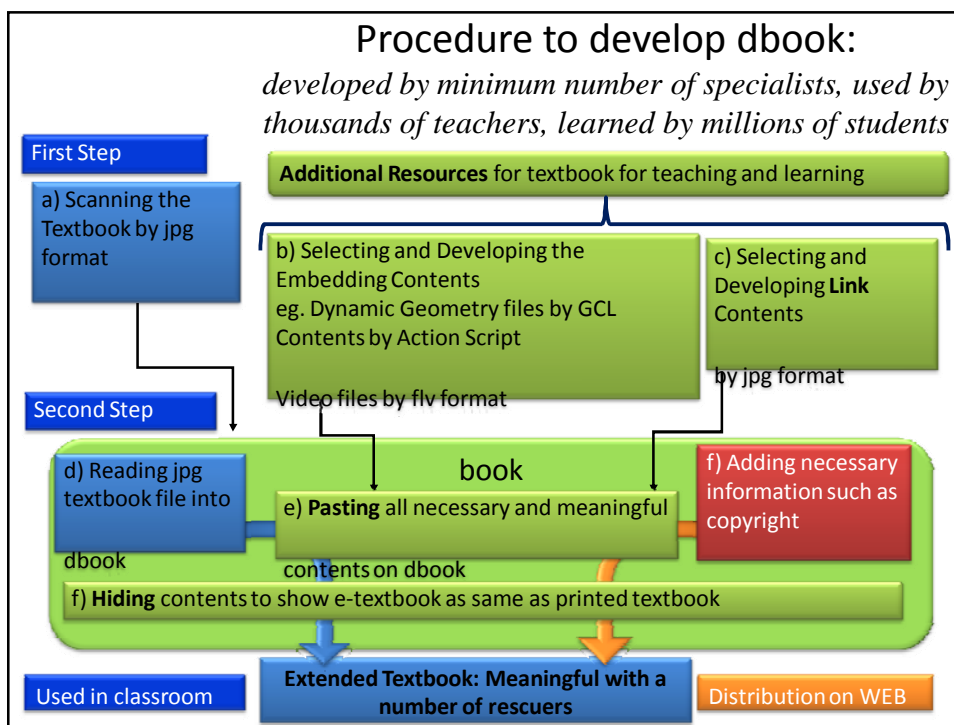 Procedure to develop dbook:
developed by minimum number of specialists, used by
thousands of teachers, learned by millions of students
First Step
a) Scanning the
Textbook by jpg
format
Additional Resources for textbook for teaching and learning
b) Selecting and Developing the
Embedding Contents
eg. Dynamic Geometry files by GCL
Contents by Action Script
Video files by flv format
c) Selecting and
Developing Link
Contents
by jpg format
Second Step
book
d) Reading jpg
textbook file into
dbook
e) Pasting all necessary and meaningful
contents on dbook
f) Adding necessary
information such as
copyright
f) Hiding contents to show e-textbook as same as printed textbook
Used in classroom
Extended Textbook: Meaningful with a
number of rescuers
Distribution on WEB